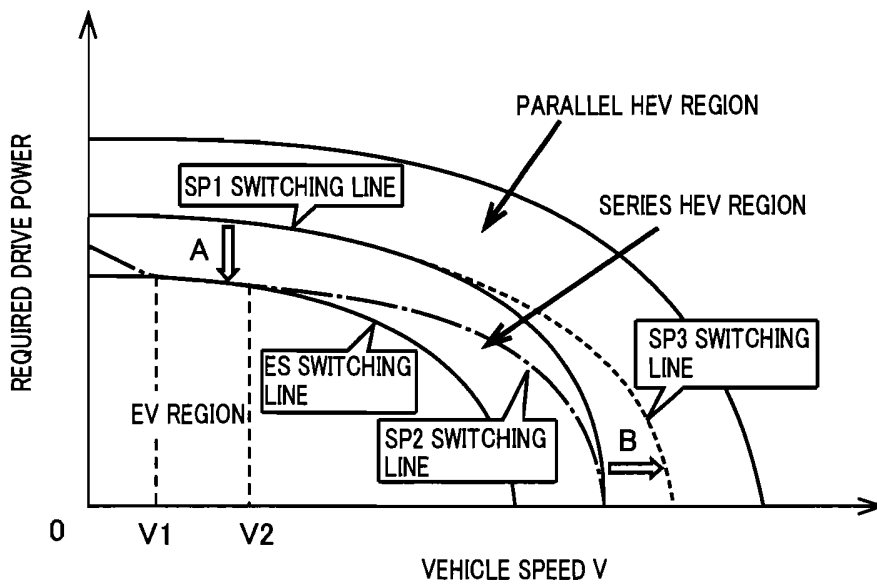 REQUIRED DRIVE POWER
PARALLEL HEV REGION
SP1 SWITCHING LINE
SERIES HEV REGION
A
SP3 SWITCHING
LINE
ES SWITCHING
LINE
EV REGION
SP2 SWITCHING
LINE
B
0
V1
V2
VEHICLE SPEED V